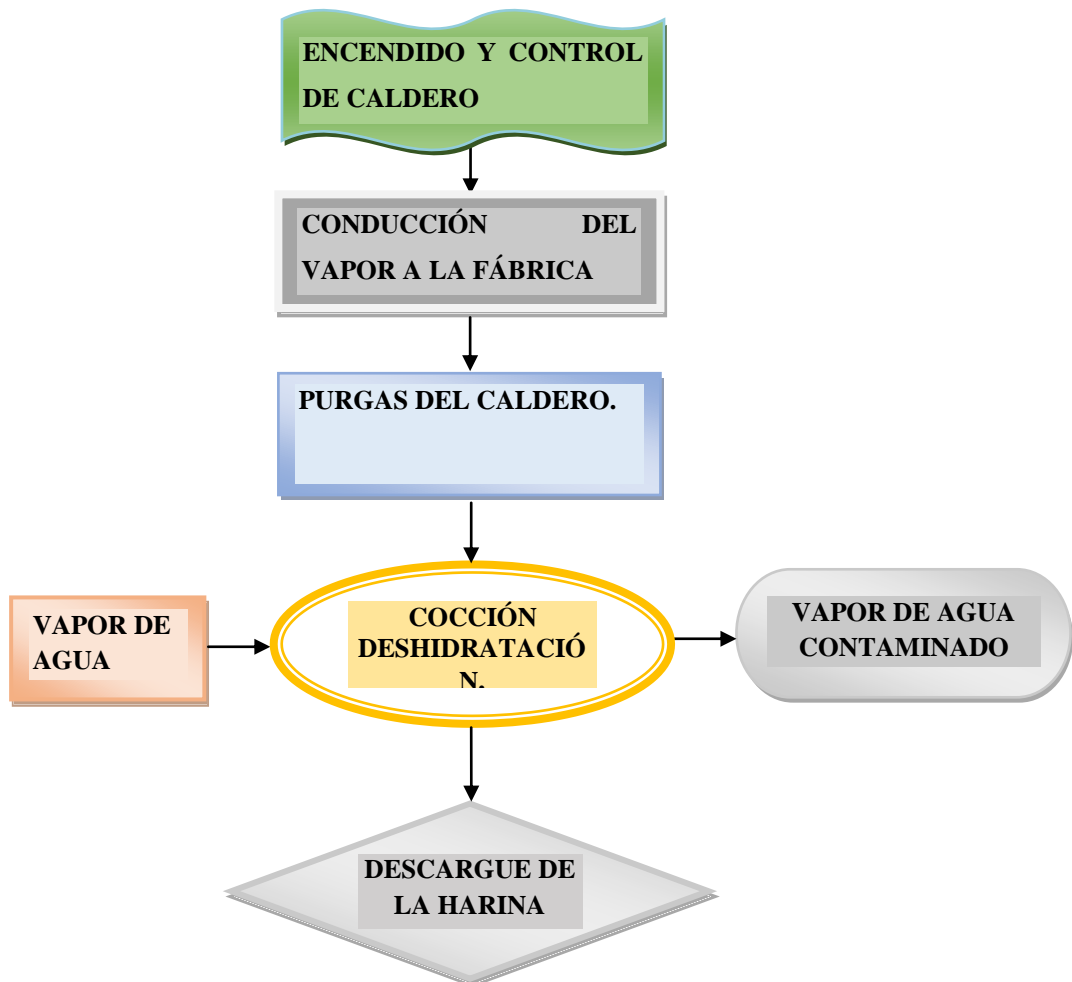 ENCENDIDO Y CONTROL
DE CALDERO
CONDUCCIÓN DEL
VAPOR A LA FÁBRICA
PURGAS DEL CALDERO.
VAPOR DE
AGUA
COCCIÓN
DESHIDRATACIÓ
N.
VAPOR DE AGUA
CONTAMINADO
DESCARGUE DE
LA HARINA